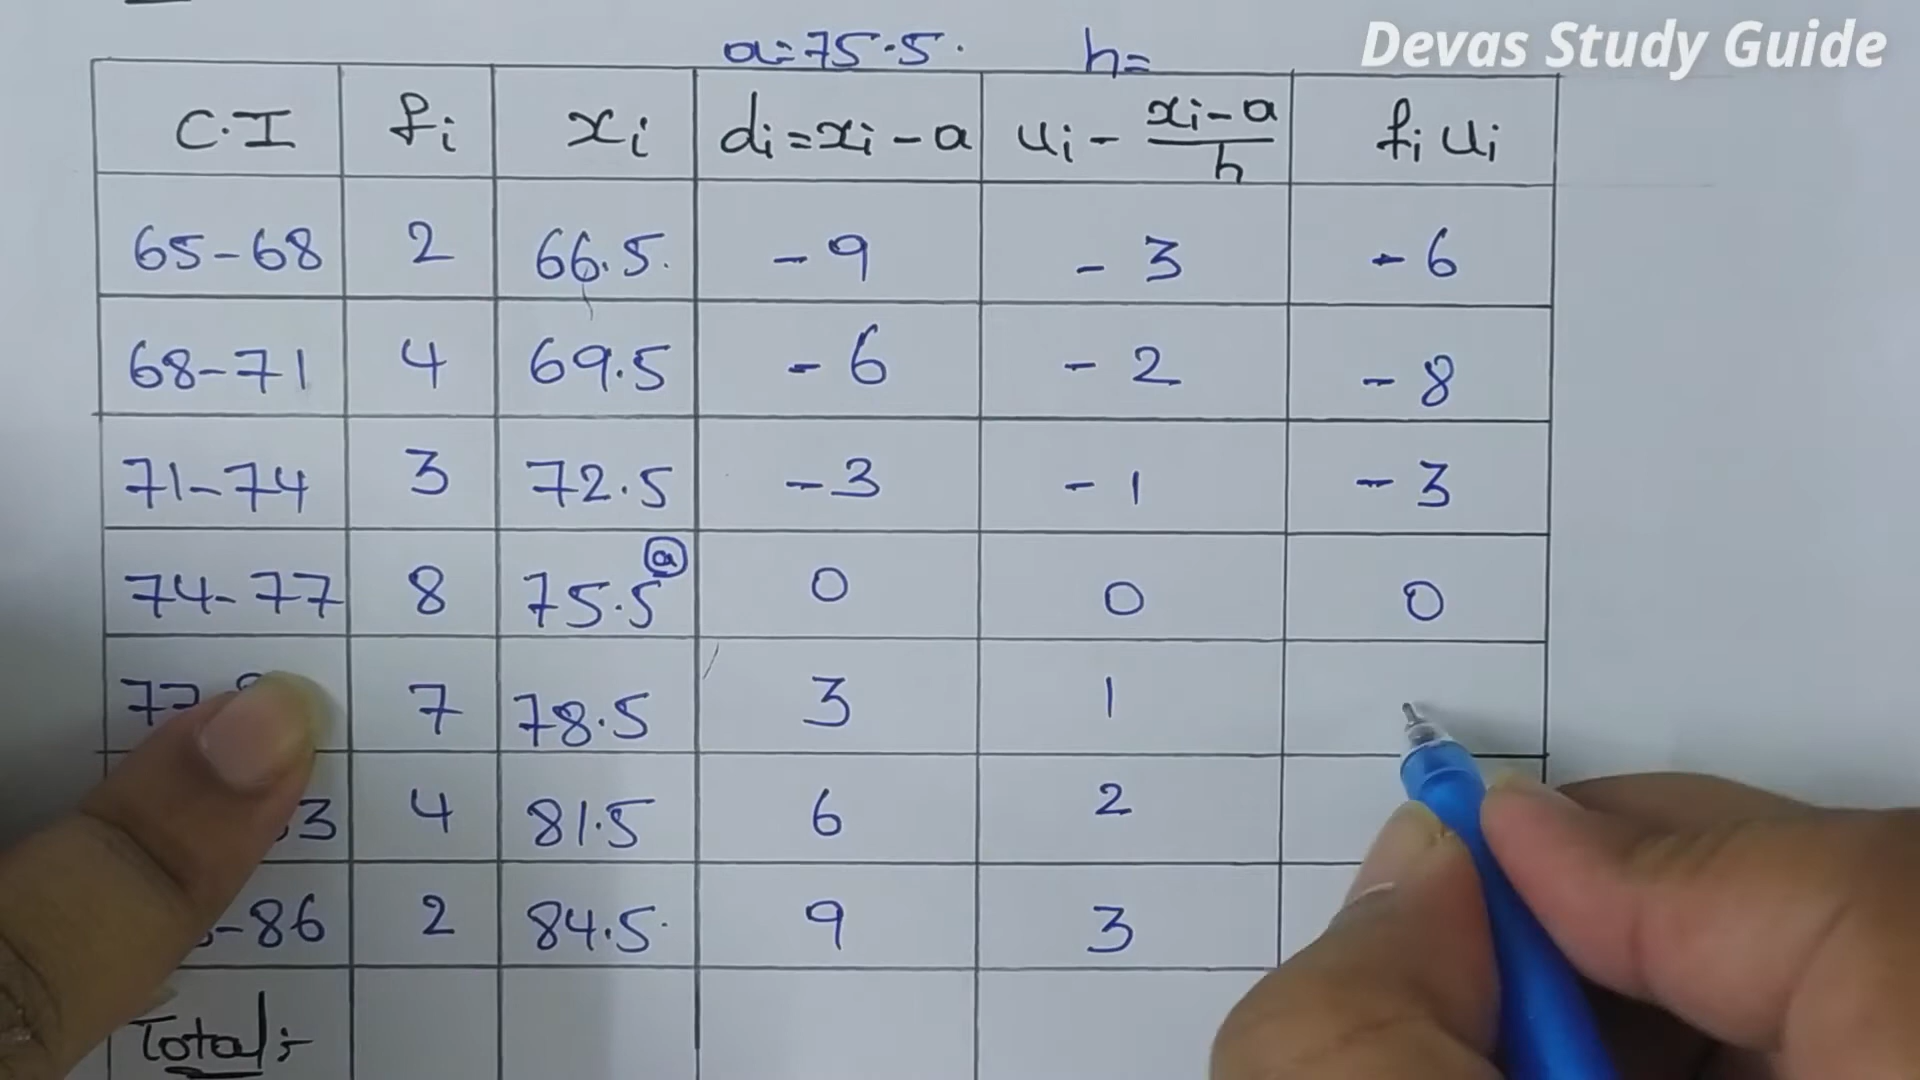 Devas Study Guide
a=75.5. h=
C.I fi xi di=xi-a ui - xi-a/h fiui
65-68 2 66.5. -9 -3 -6
68-71 4 69.5 -6 -2 -8
71-74 3 72.5 -3 -1 -3
74-77 8 75.5 a 0 0 0
7 78.5 3 1
4 81.5 6 2
-86 2 84.5. 9 3
Total:-